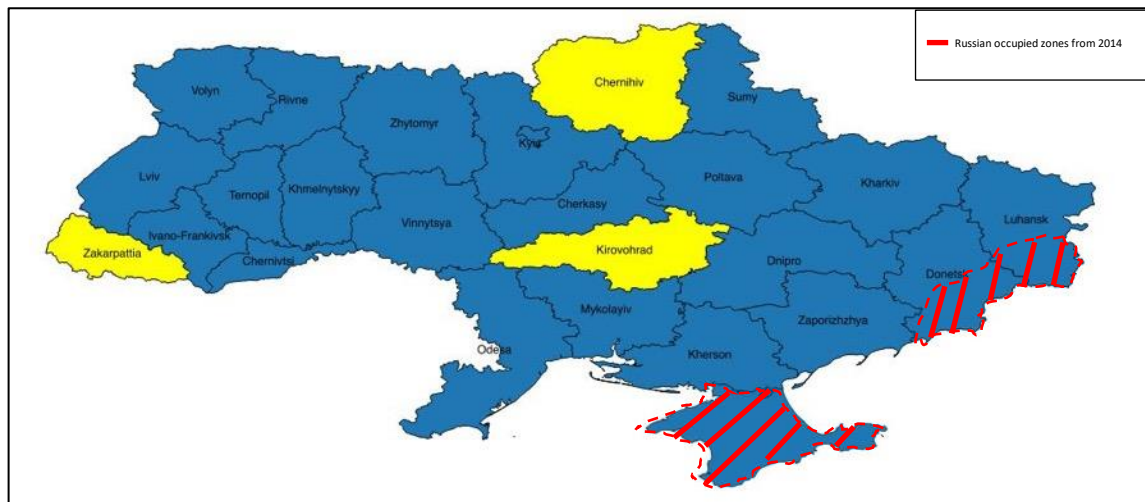 Russian occupied zones from 2014
Chernihiv
Volyn
Rivne
Sumy
Zhytomyr
Kyiv
Lviv
Ternopil
Khmelnytskyy
Poltava
Kharkiv
Cherkasy
Vinnytsya
Luhansk
Ivano-Frankivsk
Zakarpattia
Chernivtsi
Kirovohrad
Dnipro
Donetsk
Mykolayiv
Zaporizhzhya
Odesa
Kherson